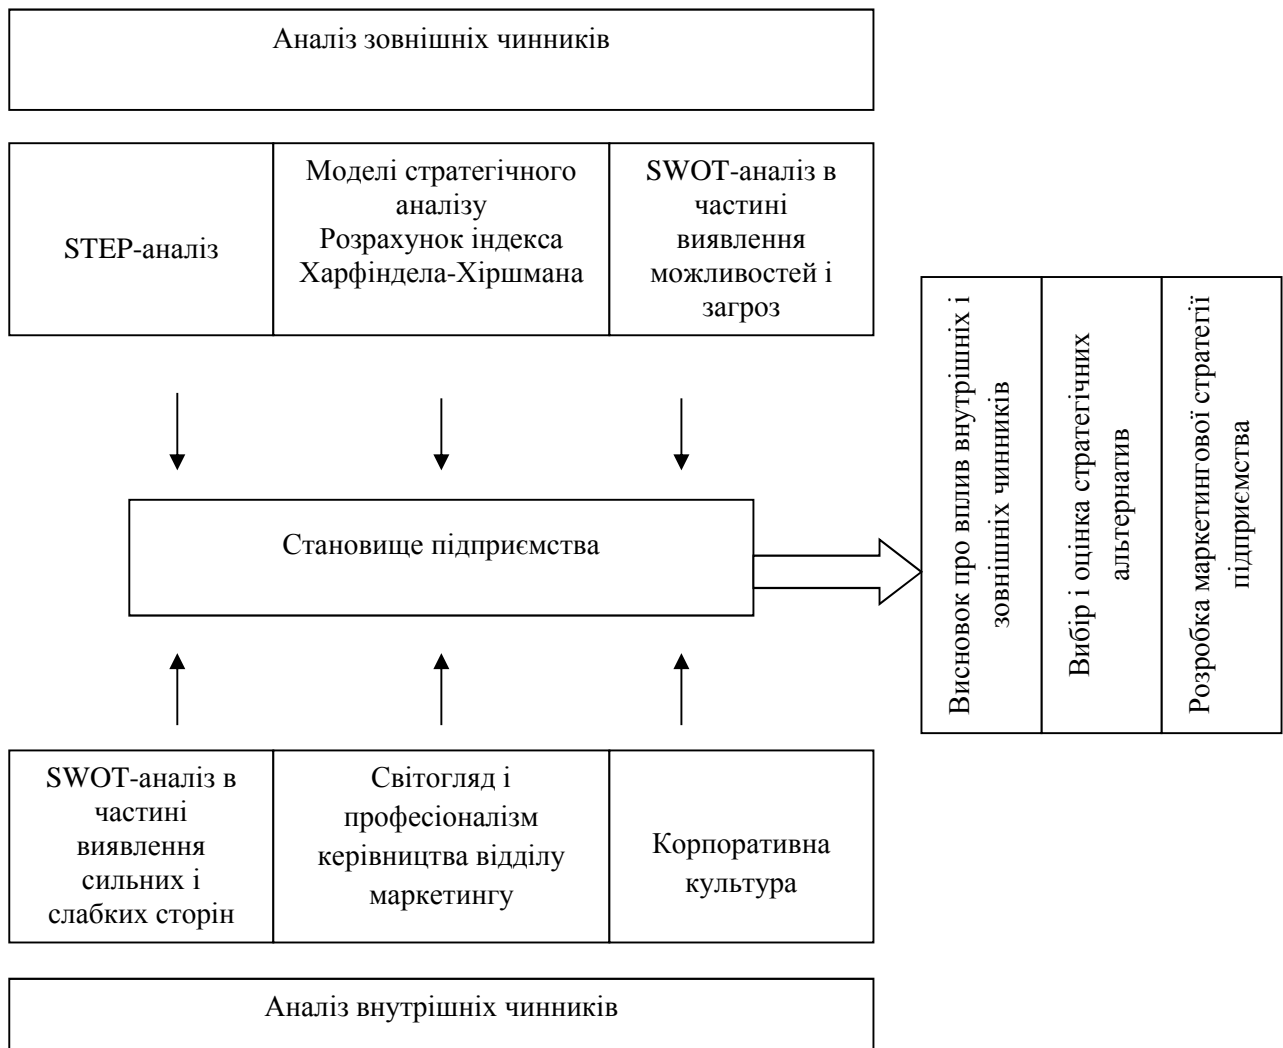 Аналіз зовнішніх чинників
STEP-аналіз
Моделі стратегічного
аналізу
Розрахунок індекса
Харфіндела-Хіршмана
SWOT-аналіз в
частині
виявлення
можливостей і
загроз
Становище підприємства
Висновок про вплив внутрішніх і
зовнішніх чинників
Вибір і оцінка стратегічних
альтернатив
Розробка маркетингової стратегії
підприємства
SWOT-аналіз в
частині
виявлення
сильних і
слабких сторін
Світогляд і
професіоналізм
керівництва відділу
маркетингу
Корпоративна
культура
Аналіз внутрішніх чинників